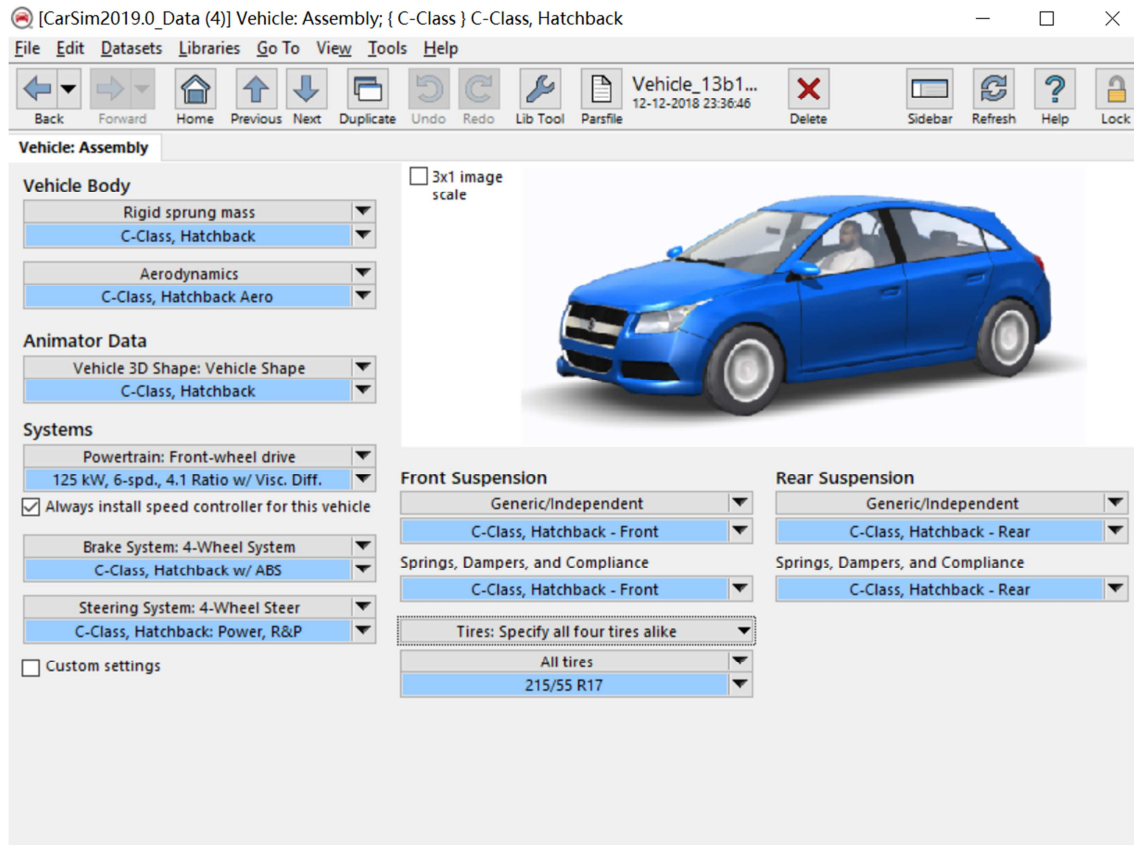 [CarSim2019.0_Data (4)] Vehicle: Assembly; { C-Class } C-Class, Hatchback
File Edit Datasets Libraries Go To View Tools Help
Back Forward Home Previous Next Duplicate Undo Redo Lib Tool Parsfile
Vehicle_13b1...
12-12-2018 23:36:46
Delete Sidebar Refresh Help Lock
Vehicle: Assembly
Vehicle Body
Rigid sprung mass
C-Class, Hatchback
Aerodynamics
C-Class, Hatchback Aero
Animator Data
Vehicle 3D Shape: Vehicle Shape
C-Class, Hatchback
Systems
Powertrain: Front-wheel drive
125 kW, 6-spd., 4.1 Ratio w/ Visc. Diff.
Always install speed controller for this vehicle
Brake System: 4-Wheel System
C-Class, Hatchback w/ ABS
Steering System: 4-Wheel Steer
C-Class, Hatchback: Power, R&P
Custom settings
3x1 image
scale
Front Suspension
Generic/Independent
C-Class, Hatchback - Front
Springs, Dampers, and Compliance
C-Class, Hatchback - Front
Tires: Specify all four tires alike
All tires
215/55 R17
Rear Suspension
Generic/Independent
C-Class, Hatchback - Rear
Springs, Dampers, and Compliance
C-Class, Hatchback - Rear